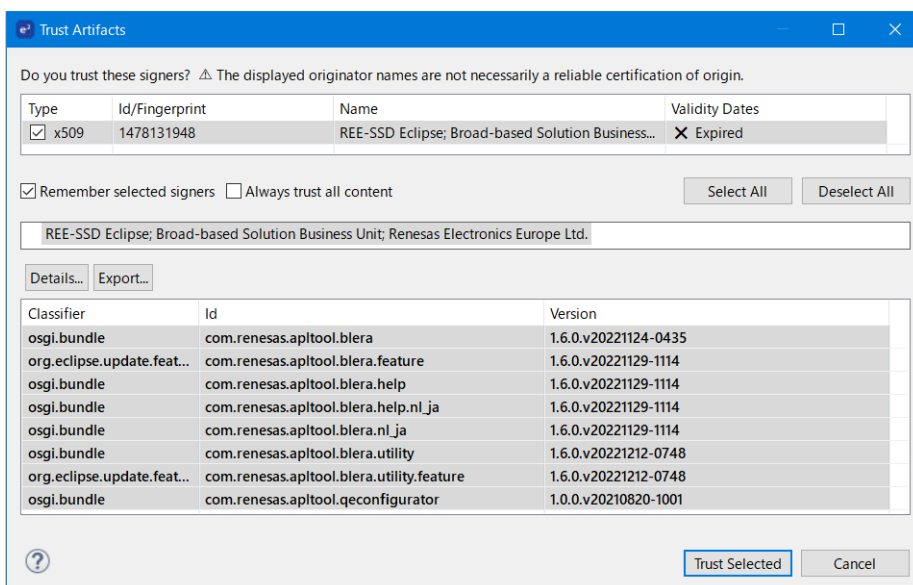 e² Trust Artifacts
Do you trust these signers? ⚠ The displayed originator names are not necessarily a reliable certification of origin.
Type Id/Fingerprint Name Validity Dates
x509 1478131948 REE-SSD Eclipse; Broad-based Solution Business... Expired
Remember selected signers Always trust all content Select All Deselect All
REE-SSD Eclipse; Broad-based Solution Business Unit; Renesas Electronics Europe Ltd.
Details... Export...
Classifier Id Version
osgi.bundle com.renesas.apltool.blera 1.6.0.v20221124-0435
org.eclipse.update.feat... com.renesas.apltool.blera.feature 1.6.0.v20221129-1114
osgi.bundle com.renesas.apltool.blera.help 1.6.0.v20221129-1114
osgi.bundle com.renesas.apltool.blera.help.nl_ja 1.6.0.v20221129-1114
osgi.bundle com.renesas.apltool.blera.nl_ja 1.6.0.v20221129-1114
osgi.bundle com.renesas.apltool.blera.utility 1.6.0.v20221212-0748
org.eclipse.update.feat... com.renesas.apltool.blera.utility.feature 1.6.0.v20221212-0748
osgi.bundle com.renesas.apltool.qeconfigurator 1.0.0.v20210820-1001
? Trust Selected Cancel